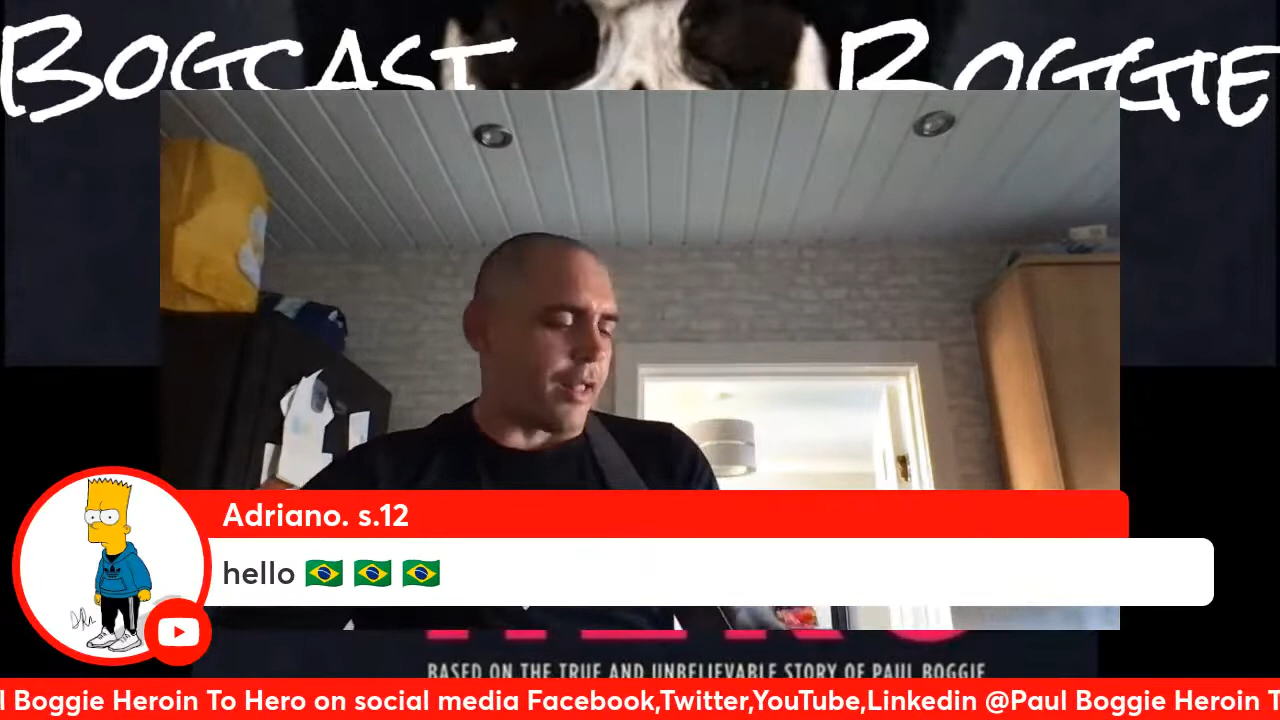 BOGCAST BOGGIE
Adriano. s.12
hello 🇧🇷 🇧🇷 🇧🇷
HERO
BASED ON THE TRUE AND UNBELIEVABLE STORY OF PAUL BOGGIE
l Boggie Heroin To Hero on social media Facebook,Twitter,YouTube,Linkedin @Paul Boggie Heroin T